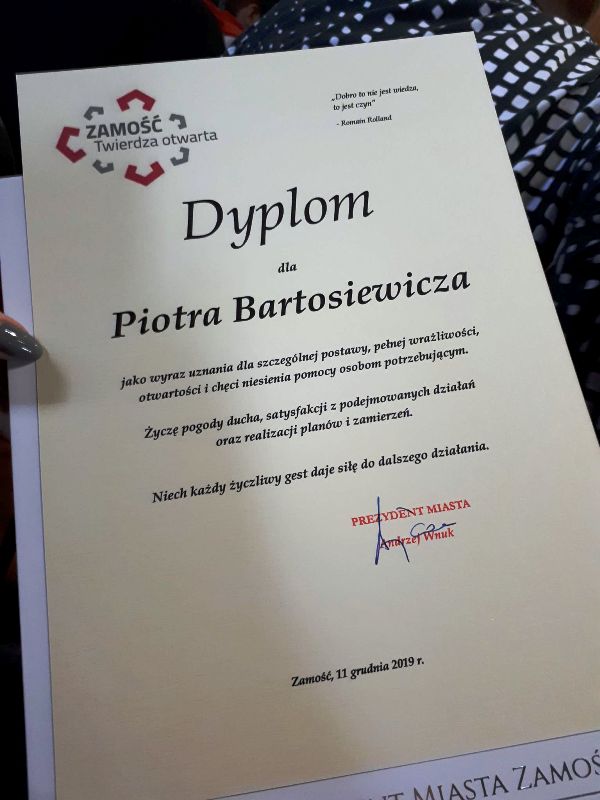 ZAMOŚĆ
Twierdza otwarta
„Dobro to nie jest wiedza,
to jest czyn"
- Romain Rolland
Dyplom
dla
Piotra Bartosiewicza
jako wyraz uznania dla szczególnej postawy, pełnej wrażliwości,
otwartości i chęci niesienia pomocy osobom potrzebującym.
Życzę pogody ducha, satysfakcji z podejmowanych działań
oraz realizacji planów i zamierzeń.
Niech każdy życzliwy gest daje siłę do dalszego działania.
PREZYDENT MIASTA
Andrzej Wnuk
Zamość, 11 grudnia 2019 r.
MIASTA ZAMOŚ